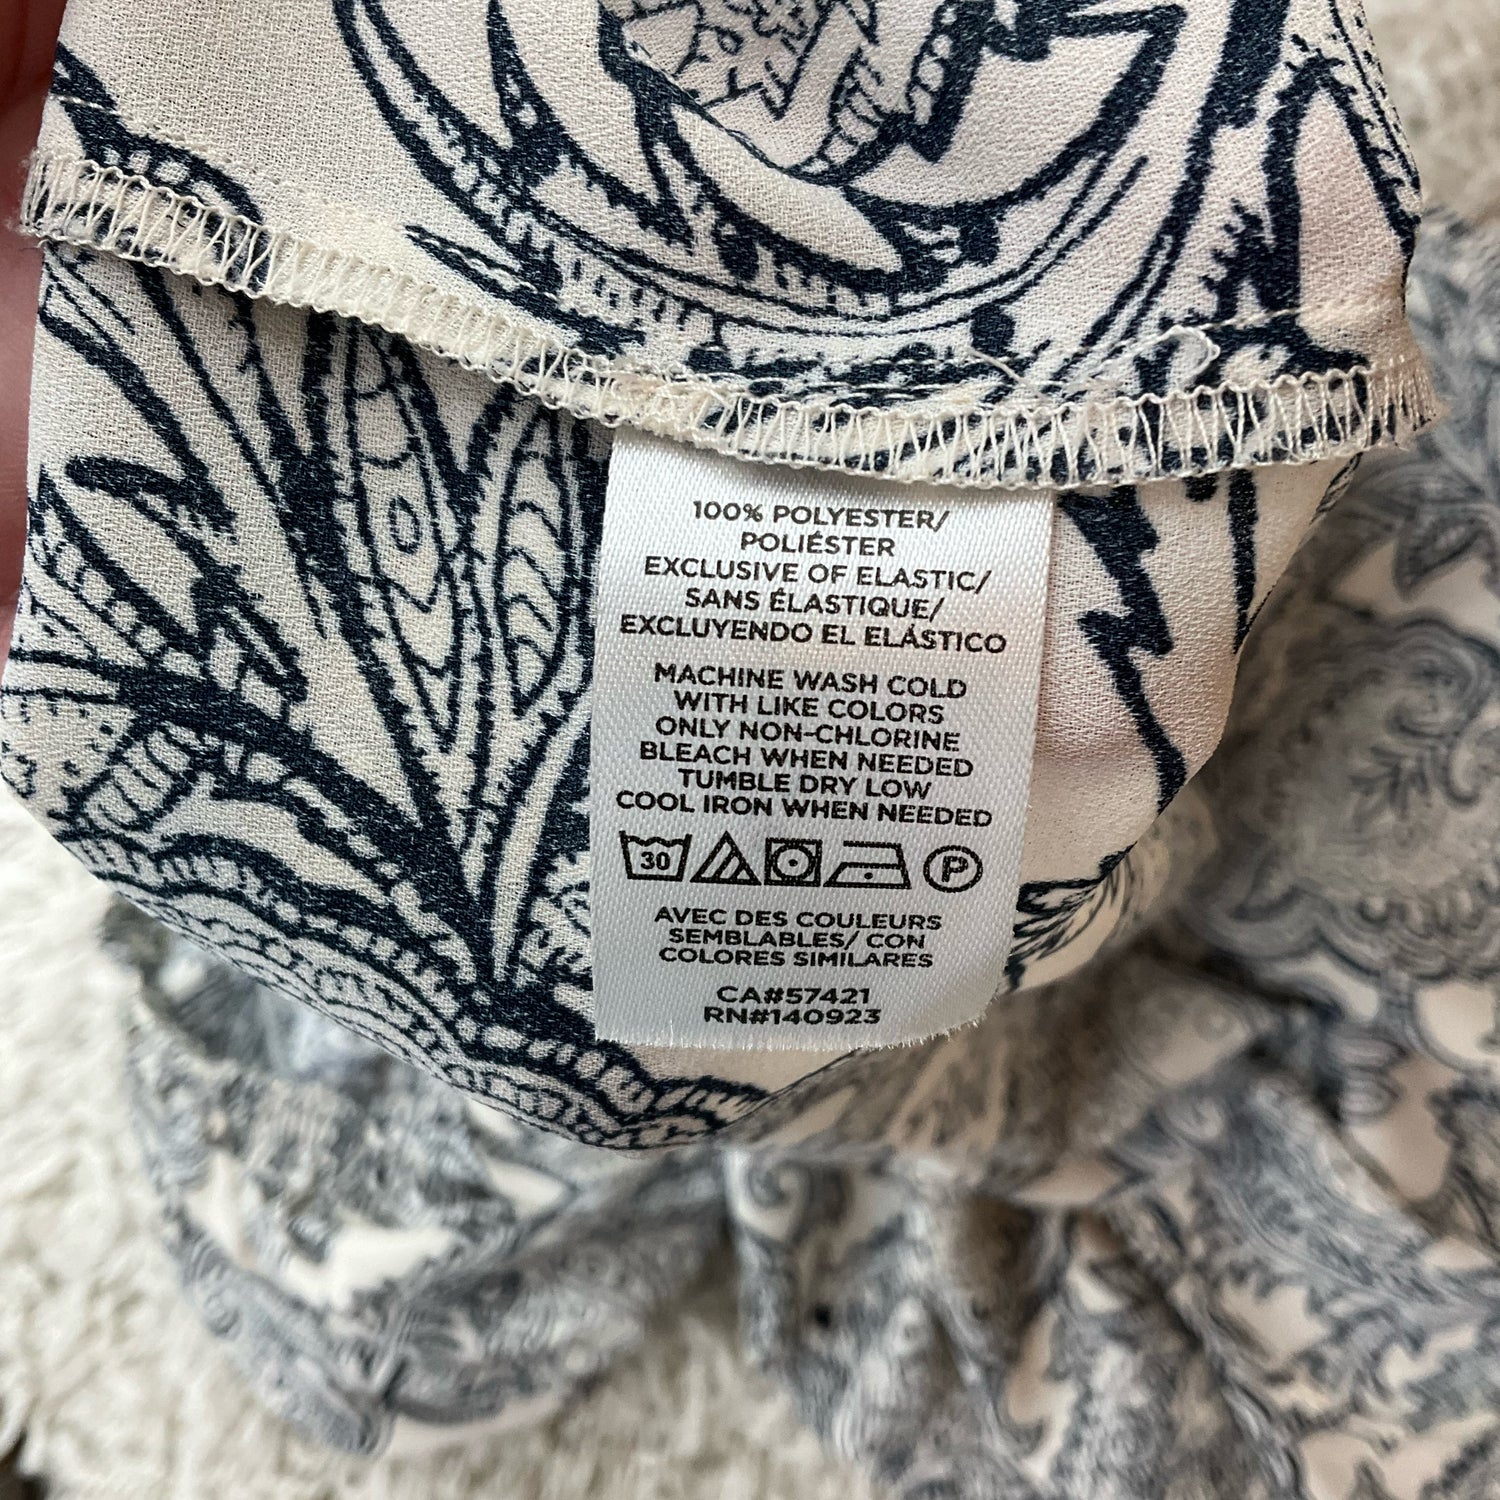 100% POLYESTER/
POLIÉSTER
EXCLUSIVE OF ELASTIC/
SANS ÉLASTIQUE/
EXCLUYENDO EL ELÁSTICO
MACHINE WASH COLD
WITH LIKE COLORS
ONLY NON-CHLORINE
BLEACH WHEN NEEDED
TUMBLE DRY LOW
COOL IRON WHEN NEEDED
30 P
AVEC DES COULEURS
SEMBLABLES/ CON
COLORES SIMILARES
CA#57421
RN#140923